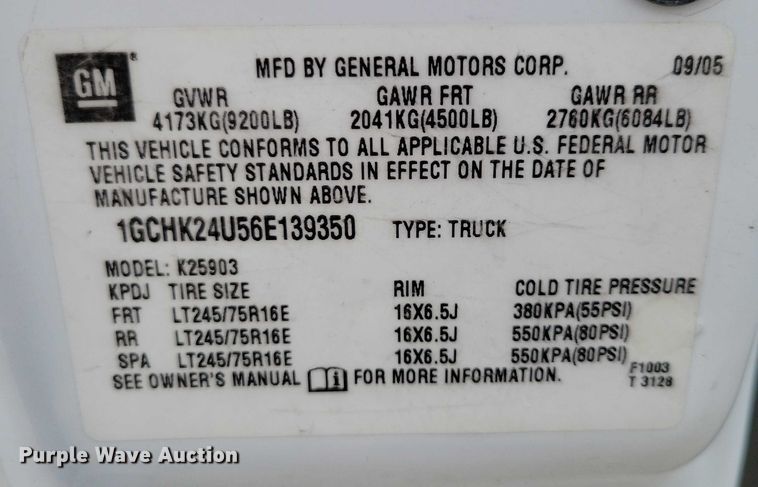 GM MFD BY GENERAL MOTORS CORP. 09/05
GVWR GAWR FRT GAWR RR
4173KG(9200LB) 2041KG(4500LB) 2760KG(6084LB)
THIS VEHICLE CONFORMS TO ALL APPLICABLE U.S. FEDERAL MOTOR
VEHICLE SAFETY STANDARDS IN EFFECT ON THE DATE OF
MANUFACTURE SHOWN ABOVE.
1GCHK24U56E139350 TYPE: TRUCK
MODEL: K25903
KPDJ TIRE SIZE RIM COLD TIRE PRESSURE
FRT LT245/75R16E 16X6.5J 380KPA(55PSI)
RR LT245/75R16E 16X6.5J 550KPA(80PSI)
SPA LT245/75R16E 16X6.5J 550KPA(80PSI)
SEE OWNER'S MANUAL i FOR MORE INFORMATION. F1003
T 3128
Purple Wave Auction